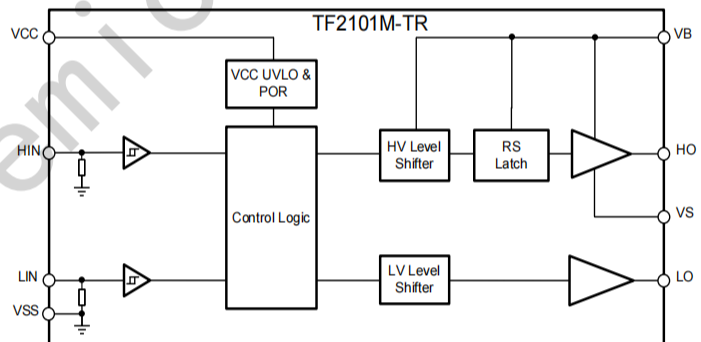 TF2101M-TR
VCC
VB
VCC UVLO &
POR
HIN
HV Level
Shifter
RS
Latch
HO
Control Logic
VS
LIN
LV Level
Shifter
LO
VSS